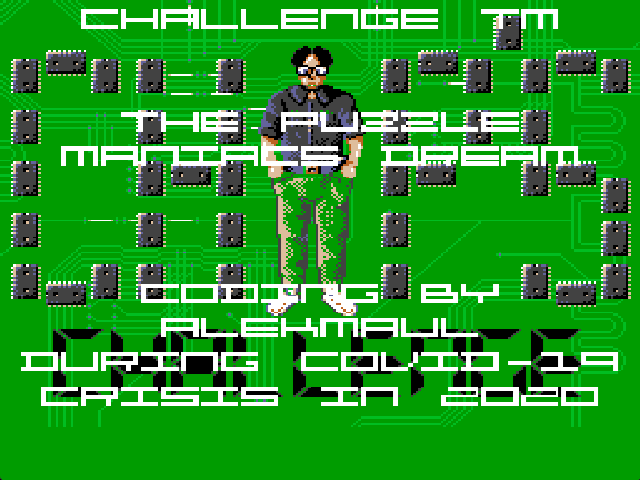 CHALLENGE TM
THE PUZZLE
MANIACS DREAM
CODING BY
ALEKMAUL
DURING COVID-19
CRISIS IN 2020